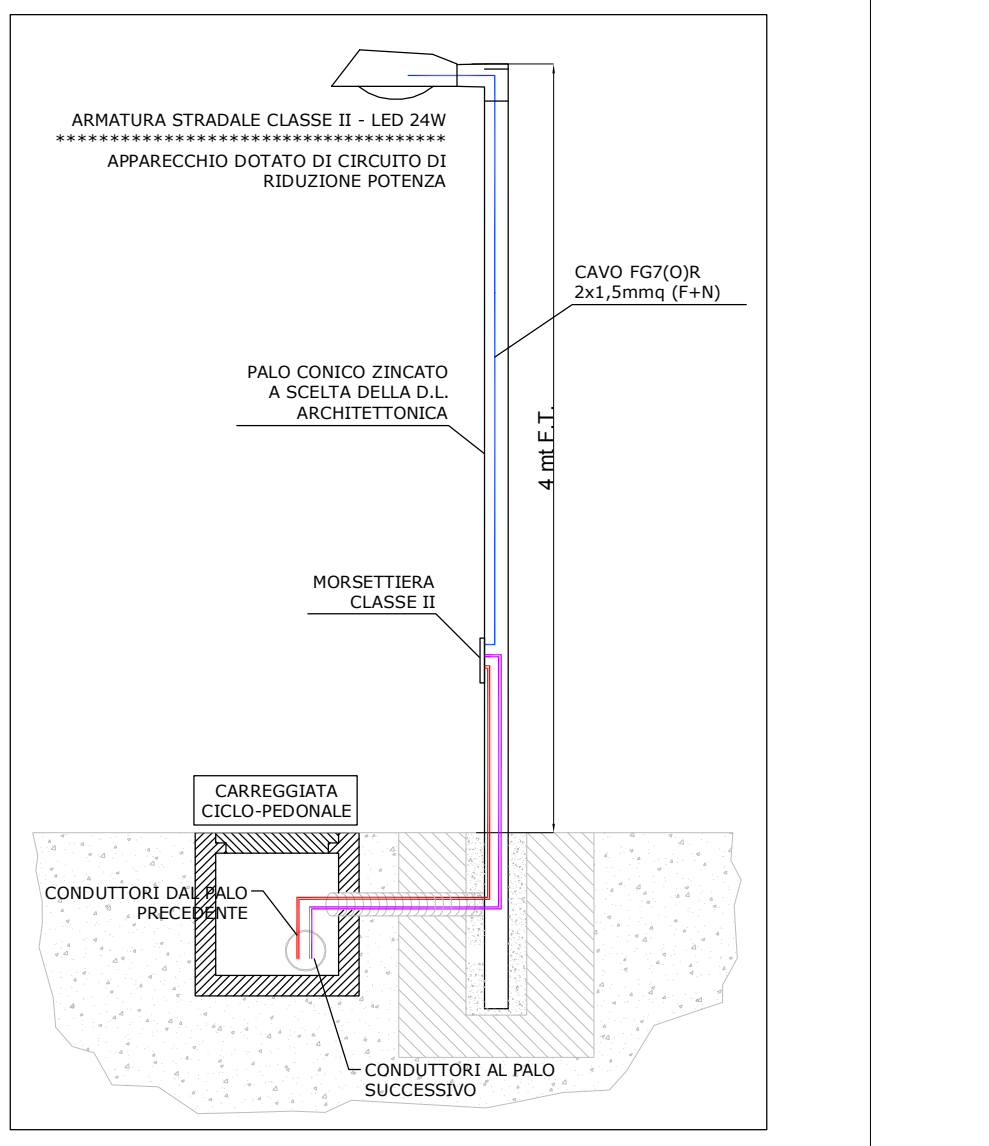 ARMATURA STRADALE CLASSE II - LED 24W
*************************************
APPARECCHIO DOTATO DI CIRCUITO DI
RIDUZIONE POTENZA
CAVO FG7(O)R
2x1,5mmq (F+N)
PALO CONICO ZINCATO
A SCELTA DELLA D.L.
ARCHITETTONICA
4 mt F.T.
MORSETTIERA
CLASSE II
CARREGGIATA
CICLO-PEDONALE
CONDUTTORI DAL PALO
PRECEDENTE
CONDUTTORI AL PALO
SUCCESSIVO